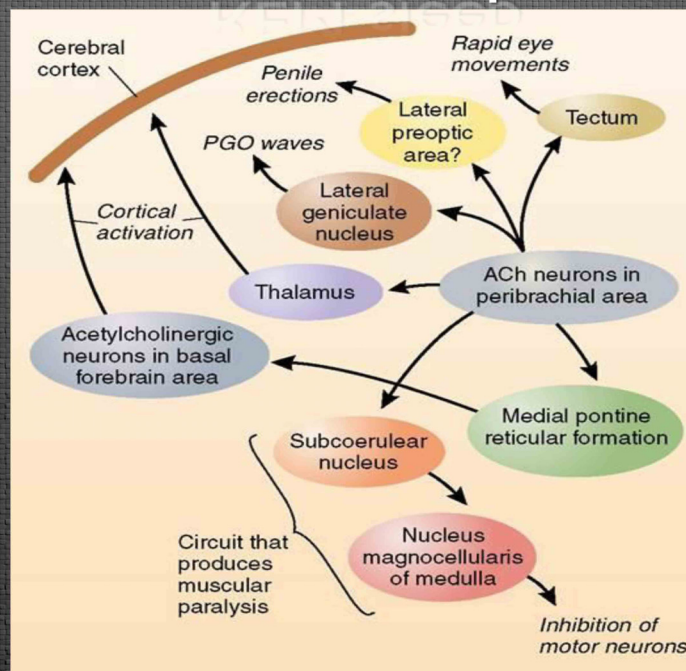 Cerebral
cortex
Penile
erections
Rapid eye
movements
Lateral
preoptic
area?
Tectum
PGO waves
Lateral
geniculate
nucleus
Cortical
activation
Thalamus
ACh neurons in
peribrachial area
Acetylcholinergic
neurons in basal
forebrain area
Medial pontine
reticular formation
Subcoerulear
nucleus
Circuit that
produces
muscular
paralysis
Nucleus
magnocellularis
of medulla
Inhibition of
motor neurons